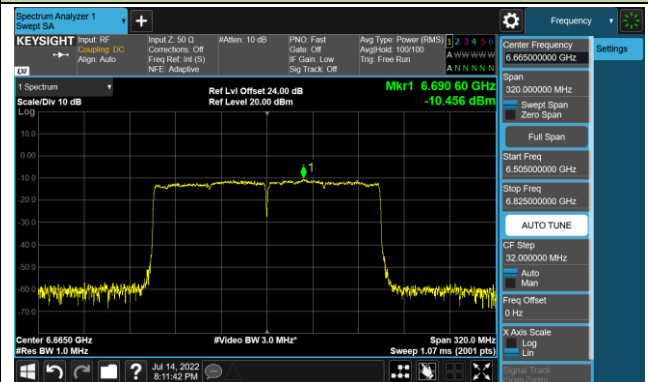 Spectrum Analyzer 1
Swept SA
Frequency
KEYSIGHT
Input: RF
Coupling: DC
Align: Auto
Input Z: 50 Ω
Corrections: Off
Freq Ref: Int (S)
NFE: Adaptive
#Atten: 10 dB
PNO: Fast
Gate: Off
IF Gain: Low
Sig Track: Off
Avg Type: Power (RMS)
Avg|Hold: 100/100
Trig: Free Run
1 2 3 4 5 6
A W W W W W
A N N N N N
LXI
1 Spectrum
Scale/Div 10 dB
Log
Ref Lvl Offset 24.00 dB
Ref Level 20.00 dBm
Mkr1 6.690 60 GHz
-10.456 dBm
1
10.0
0.00
-10.0
-20.0
-30.0
-40.0
-50.0
-60.0
-70.0
Center 6.6650 GHz
#Res BW 1.0 MHz
#Video BW 3.0 MHz*
Span 320.0 MHz
Sweep 1.07 ms (2001 pts)
Jul 14, 2022
8:11:42 PM
Center Frequency
6.665000000 GHz
Settings
Span
320.000000 MHz
Swept Span
Zero Span
Full Span
Start Freq
6.505000000 GHz
Stop Freq
6.825000000 GHz
AUTO TUNE
CF Step
32.000000 MHz
Auto
Man
Freq Offset
0 Hz
X Axis Scale
Log
Lin
Signal Track
(Span Zoom)